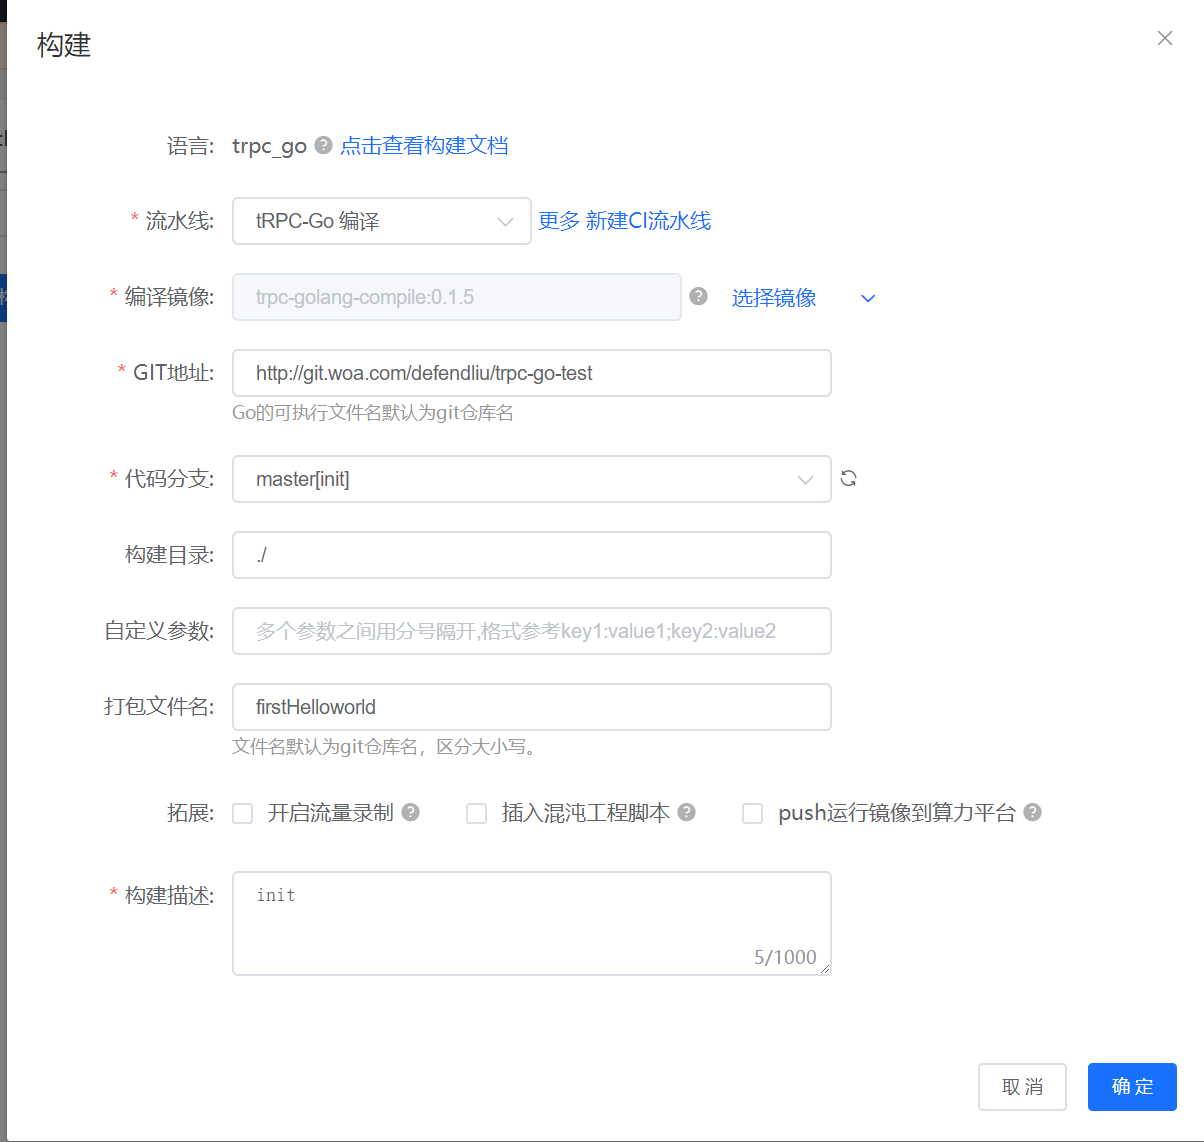 构建
语言: trpc_go 点击查看构建文档
* 流水线: tRPC-Go 编译 更多 新建CI流水线
* 编译镜像: trpc-golang-compile:0.1.5 选择镜像
* GIT地址: http://git.woa.com/defendliu/trpc-go-test
Go的可执行文件名默认为git仓库名
* 代码分支: master[init]
构建目录: ./
自定义参数: 多个参数之间用分号隔开,格式参考key1:value1;key2:value2
打包文件名: firstHelloworld
文件名默认为git仓库名，区分大小写。
拓展: 开启流量录制 插入混沌工程脚本 push运行镜像到算力平台
* 构建描述: init
5/1000
取消 确定